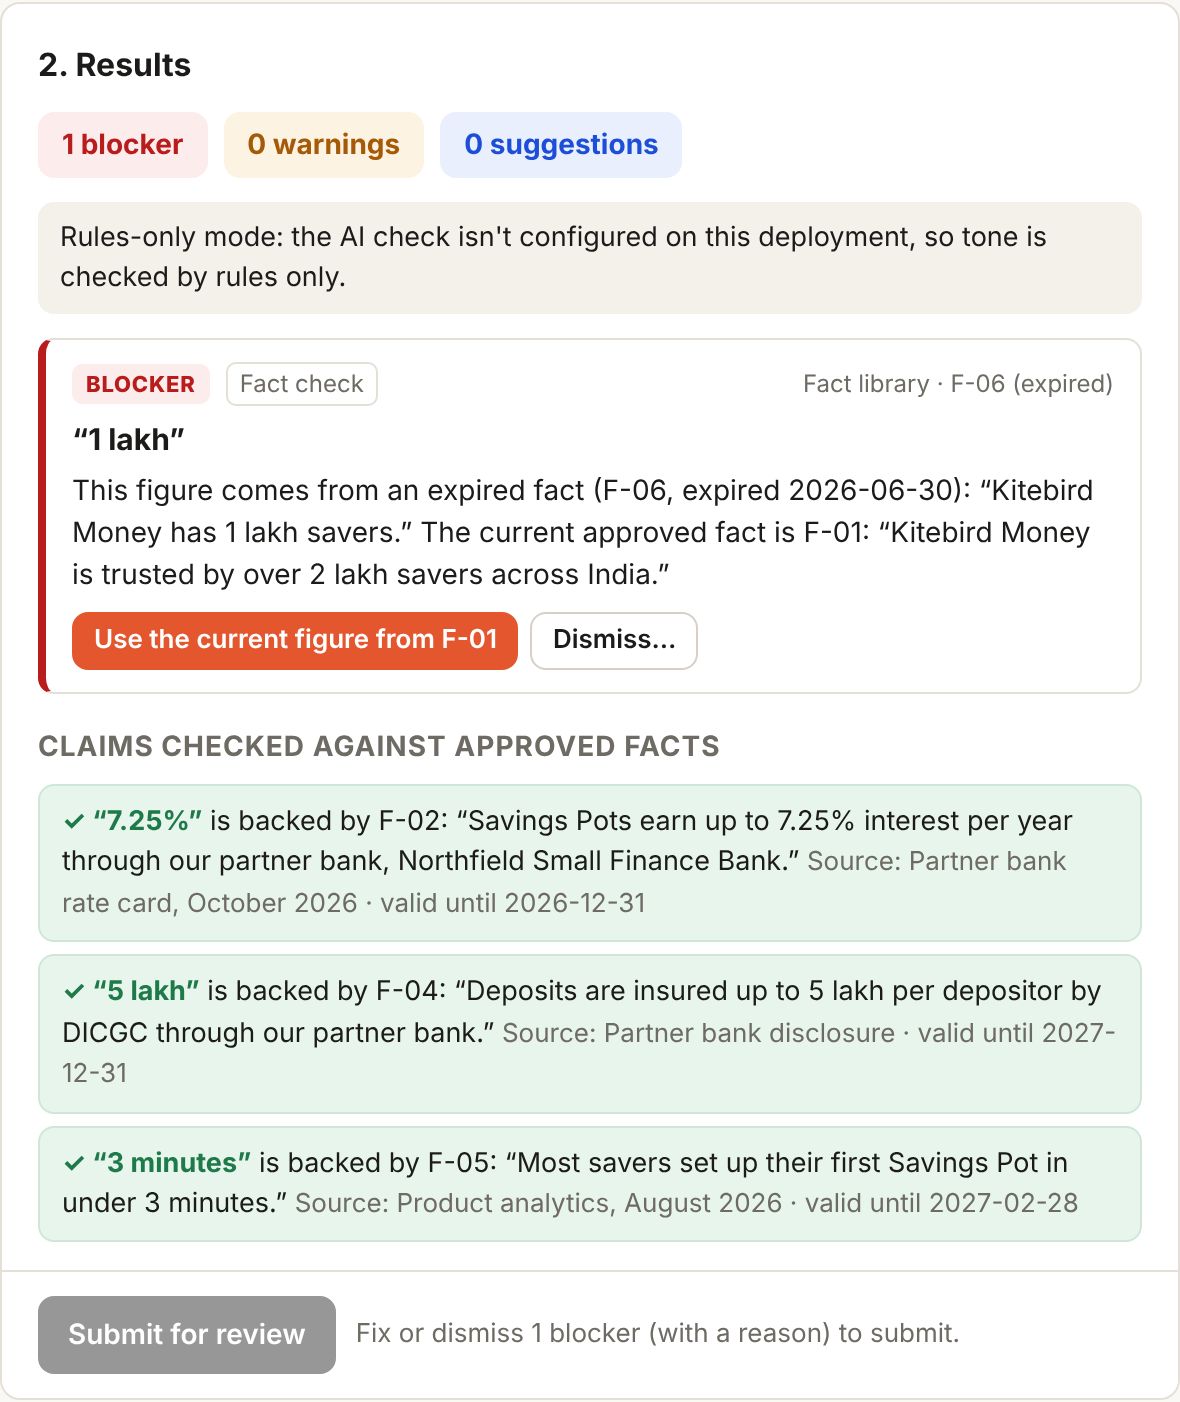 2. Results
1 blocker
0 warnings
0 suggestions
Rules-only mode: the AI check isn't configured on this deployment, so tone is
checked by rules only.
BLOCKER
Fact check
Fact library · F-06 (expired)
“1 lakh”
This figure comes from an expired fact (F-06, expired 2026-06-30): “Kitebird
Money has 1 lakh savers.” The current approved fact is F-01: “Kitebird Money
is trusted by over 2 lakh savers across India.”
Use the current figure from F-01
Dismiss...
CLAIMS CHECKED AGAINST APPROVED FACTS
✓ “7.25%” is backed by F-02: “Savings Pots earn up to 7.25% interest per year
through our partner bank, Northfield Small Finance Bank.” Source: Partner bank
rate card, October 2026 · valid until 2026-12-31
✓ “5 lakh” is backed by F-04: “Deposits are insured up to 5 lakh per depositor by
DICGC through our partner bank.” Source: Partner bank disclosure · valid until 2027-
12-31
✓ “3 minutes” is backed by F-05: “Most savers set up their first Savings Pot in
under 3 minutes.” Source: Product analytics, August 2026 · valid until 2027-02-28
Submit for review
Fix or dismiss 1 blocker (with a reason) to submit.